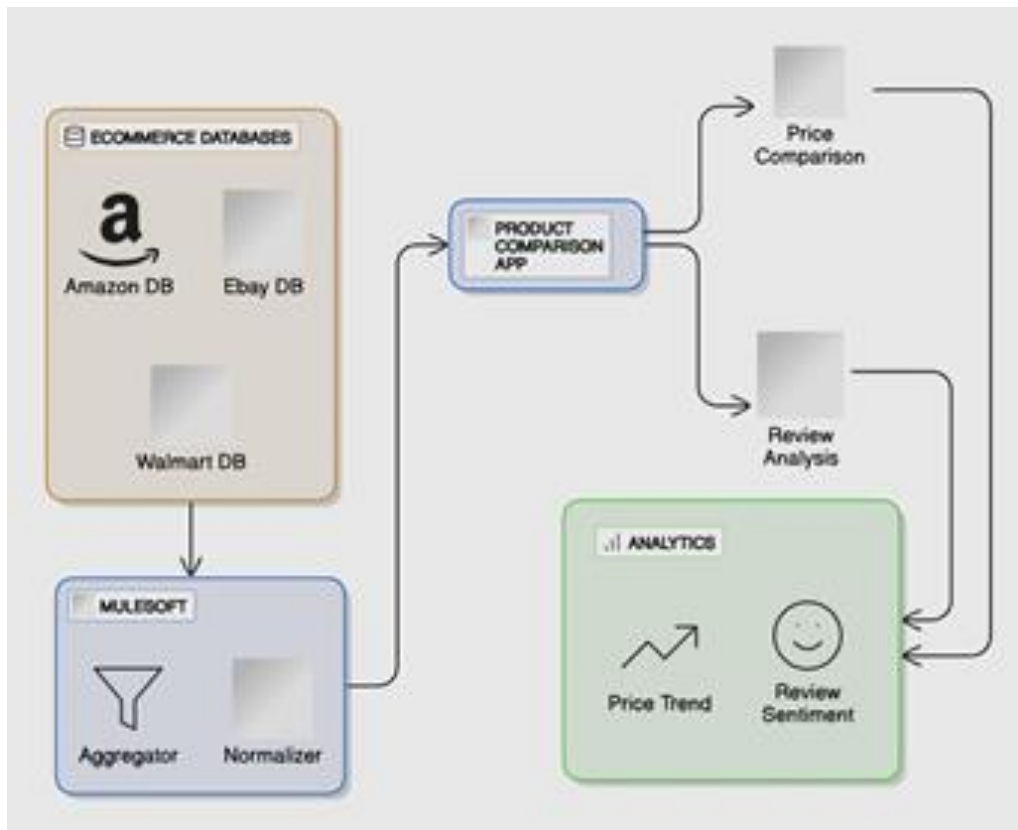 ECOMMERCE DATABASES
a
Amazon DB
Ebay DB
Walmart DB
MULESOFT
Aggregator
Normalizer
PRODUCT
COMPARISON
APP
Price
Comparison
Review
Analysis
ANALYTICS
Price Trend
Review
Sentiment